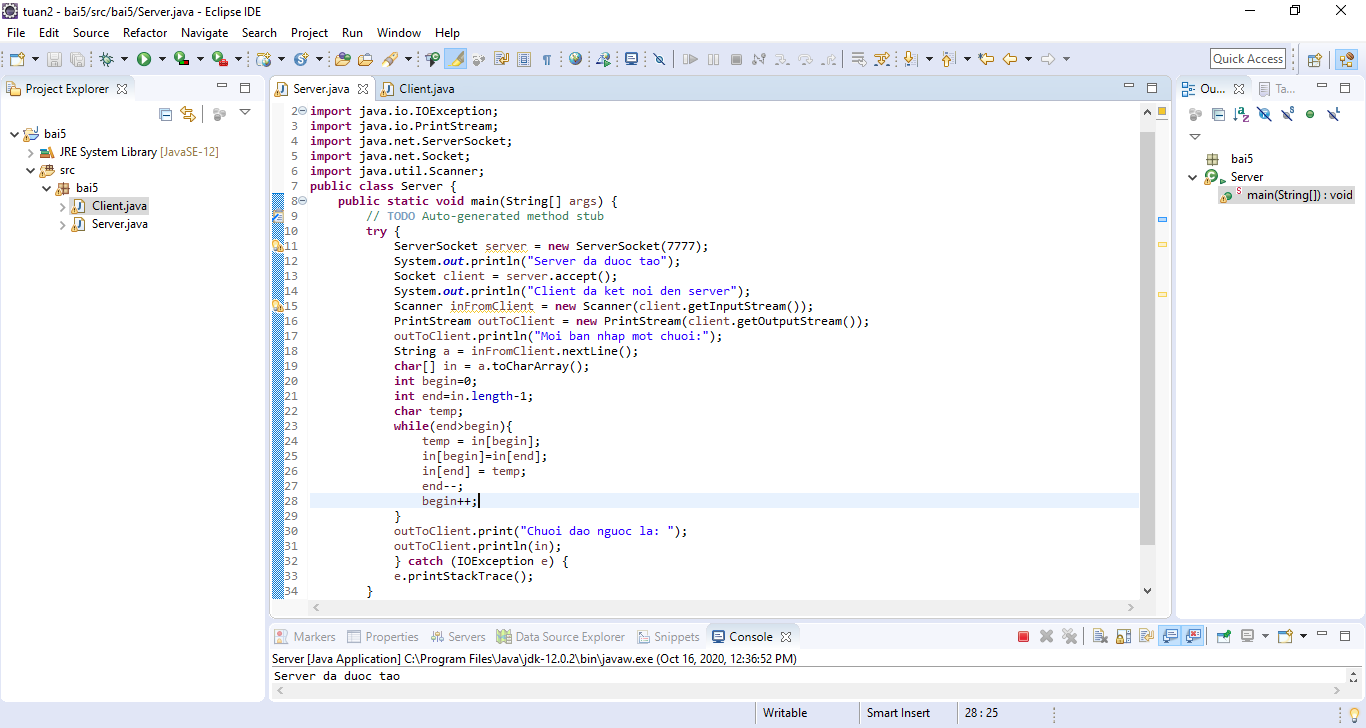 tuan2 - bai5/src/bai5/Server.java - Eclipse IDE
File Edit Source Refactor Navigate Search Project Run Window Help
Quick Access
Project Explorer
bai5
JRE System Library [JavaSE-12]
src
bai5
Client.java
Server.java
Server.java Client.java
2 import java.io.IOException;
3 import java.io.PrintStream;
4 import java.net.ServerSocket;
5 import java.net.Socket;
6 import java.util.Scanner;
7 public class Server {
8 public static void main(String[] args) {
9 // TODO Auto-generated method stub
10 try {
11 ServerSocket server = new ServerSocket(7777);
12 System.out.println("Server da duoc tao");
13 Socket client = server.accept();
14 System.out.println("Client da ket noi den server");
15 Scanner inFromClient = new Scanner(client.getInputStream());
16 PrintStream outToClient = new PrintStream(client.getOutputStream());
17 outToClient.println("Moi ban nhap mot chuoi:");
18 String a = inFromClient.nextLine();
19 char[] in = a.toCharArray();
20 int begin=0;
21 int end=in.length-1;
22 char temp;
23 while(end>begin){
24 temp = in[begin];
25 in[begin]=in[end];
26 in[end] = temp;
27 end--;
28 begin++;
29 }
30 outToClient.print("Chuoi dao nguoc la: ");
31 outToClient.println(in);
32 } catch (IOException e) {
33 e.printStackTrace();
34 }
Ou... Ta...
bai5
Server
main(String[]) : void
Markers Properties Servers Data Source Explorer Snippets Console
Server [Java Application] C:\Program Files\Java\jdk-12.0.2\bin\javaw.exe (Oct 16, 2020, 12:36:52 PM)
Server da duoc tao
Writable Smart Insert 28 : 25